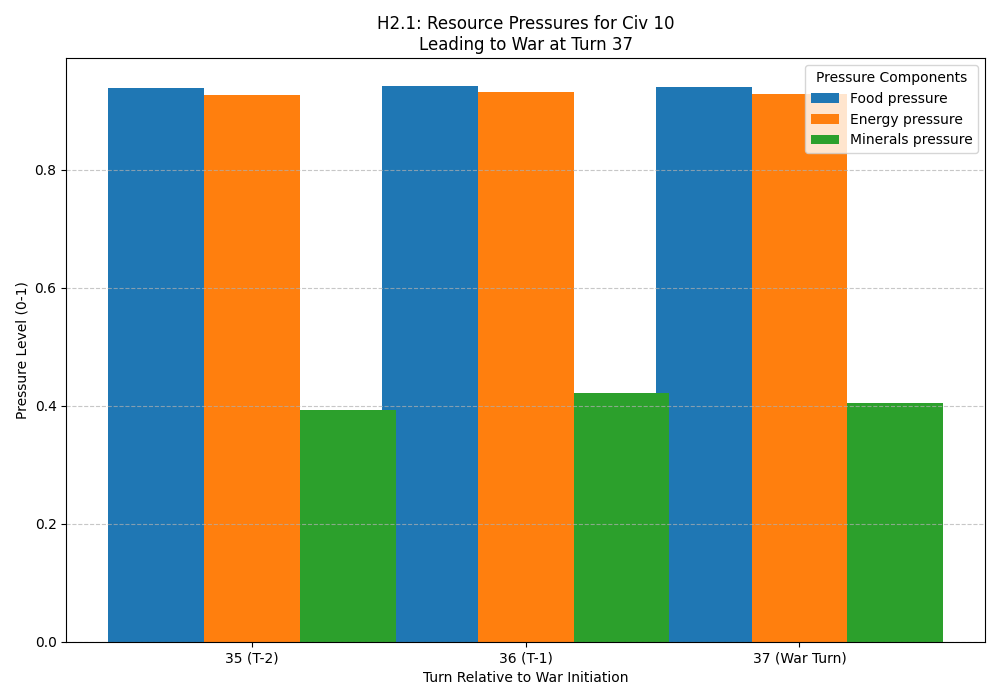 H2.1: Resource Pressures for Civ 10
Leading to War at Turn 37
Pressure Components
Food pressure
Energy pressure
Minerals pressure
Pressure Level (0-1)
0.8
0.6
0.4
0.2
0.0
35 (T-2)
36 (T-1)
37 (War Turn)
Turn Relative to War Initiation